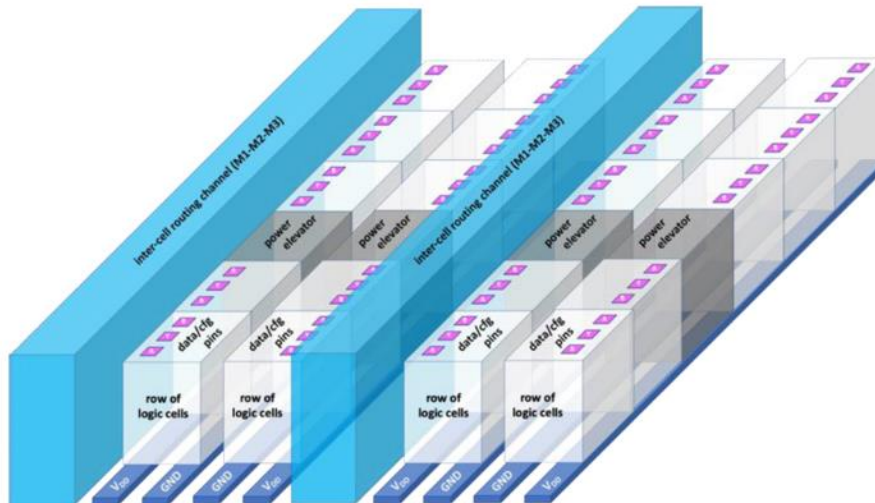 inter-cell routing channel (M1-M2-M3)
inter-cell routing channel (M1-M2-M3)
power
elevator
power
elevator
power
elevator
power
elevator
data/cfg
pins
data/cfg
pins
data/cfg
pins
data/cfg
pins
row of
logic cells
row of
logic cells
row of
logic cells
row of
logic cells
VDD
GND
GND
VDD
VDD
GND
GND
VDD